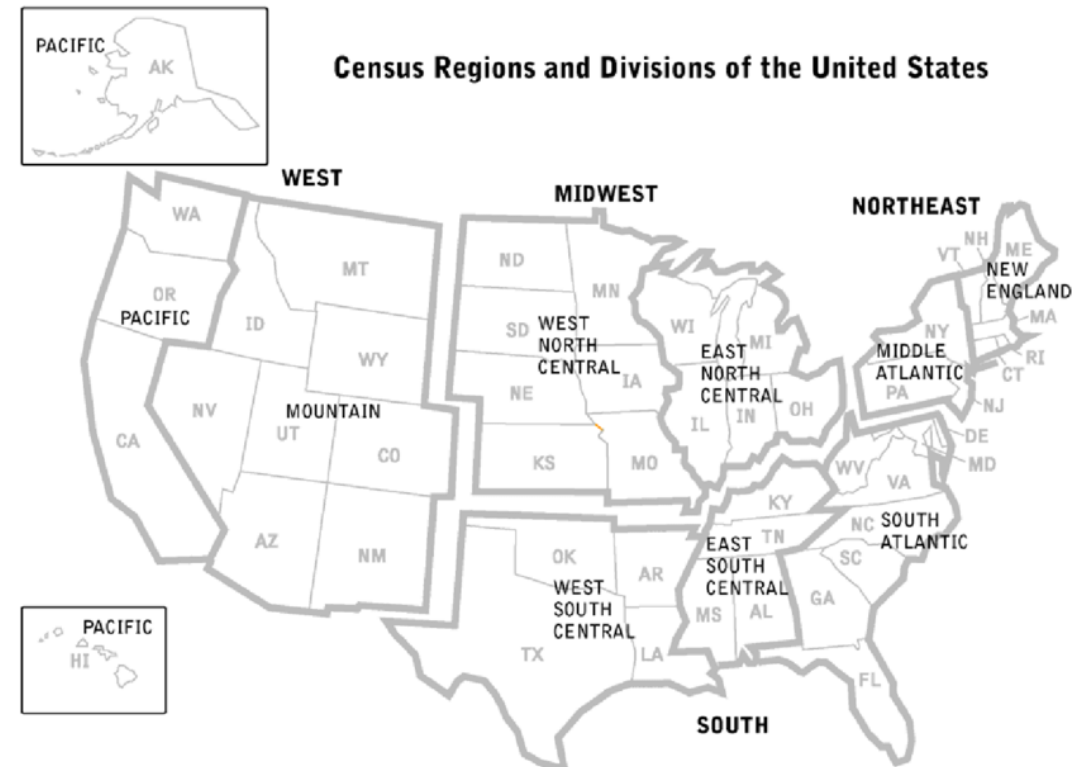 PACIFIC
AK
Census Regions and Divisions of the United States
WEST
MIDWEST
NORTHEAST
WA
MT
ND
MN
VT
NH
ME
NEW
ENGLAND
OR
PACIFIC
ID
WY
SD
WEST
NORTH
CENTRAL
WI
MI
EAST
NORTH
CENTRAL
NY
MIDDLE
ATLANTIC
PA
MA
RI
CT
NJ
NV
MOUNTAIN
UT
CO
CA
NE
IA
IL
IN
OH
KS
MO
DE
MD
WV
VA
KY
AZ
NM
OK
AR
WEST
SOUTH
CENTRAL
TN
EAST
SOUTH
CENTRAL
NC
SOUTH
ATLANTIC
SC
MS
AL
GA
TX
LA
FL
PACIFIC
HI
SOUTH